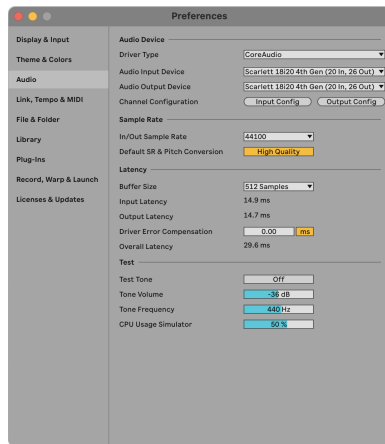 Preferences
Display & Input
Theme & Colors
Audio
Link, Tempo & MIDI
File & Folder
Library
Plug-Ins
Record, Warp & Launch
Licenses & Updates
Audio Device
Driver Type CoreAudio
Audio Input Device Scarlett 18i20 4th Gen (20 In, 26 Out)
Audio Output Device Scarlett 18i20 4th Gen (20 In, 26 Out)
Channel Configuration Input Config Output Config
Sample Rate
In/Out Sample Rate 44100
Default SR & Pitch Conversion High Quality
Latency
Buffer Size 512 Samples
Input Latency 14.9 ms
Output Latency 14.7 ms
Driver Error Compensation 0.00 ms
Overall Latency 29.6 ms
Test
Test Tone Off
Tone Volume -36 dB
Tone Frequency 440 Hz
CPU Usage Simulator 50 %